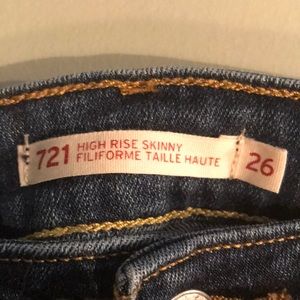 721 HIGH RISE SKINNY
FILIFORME TAILLE HAUTE
26